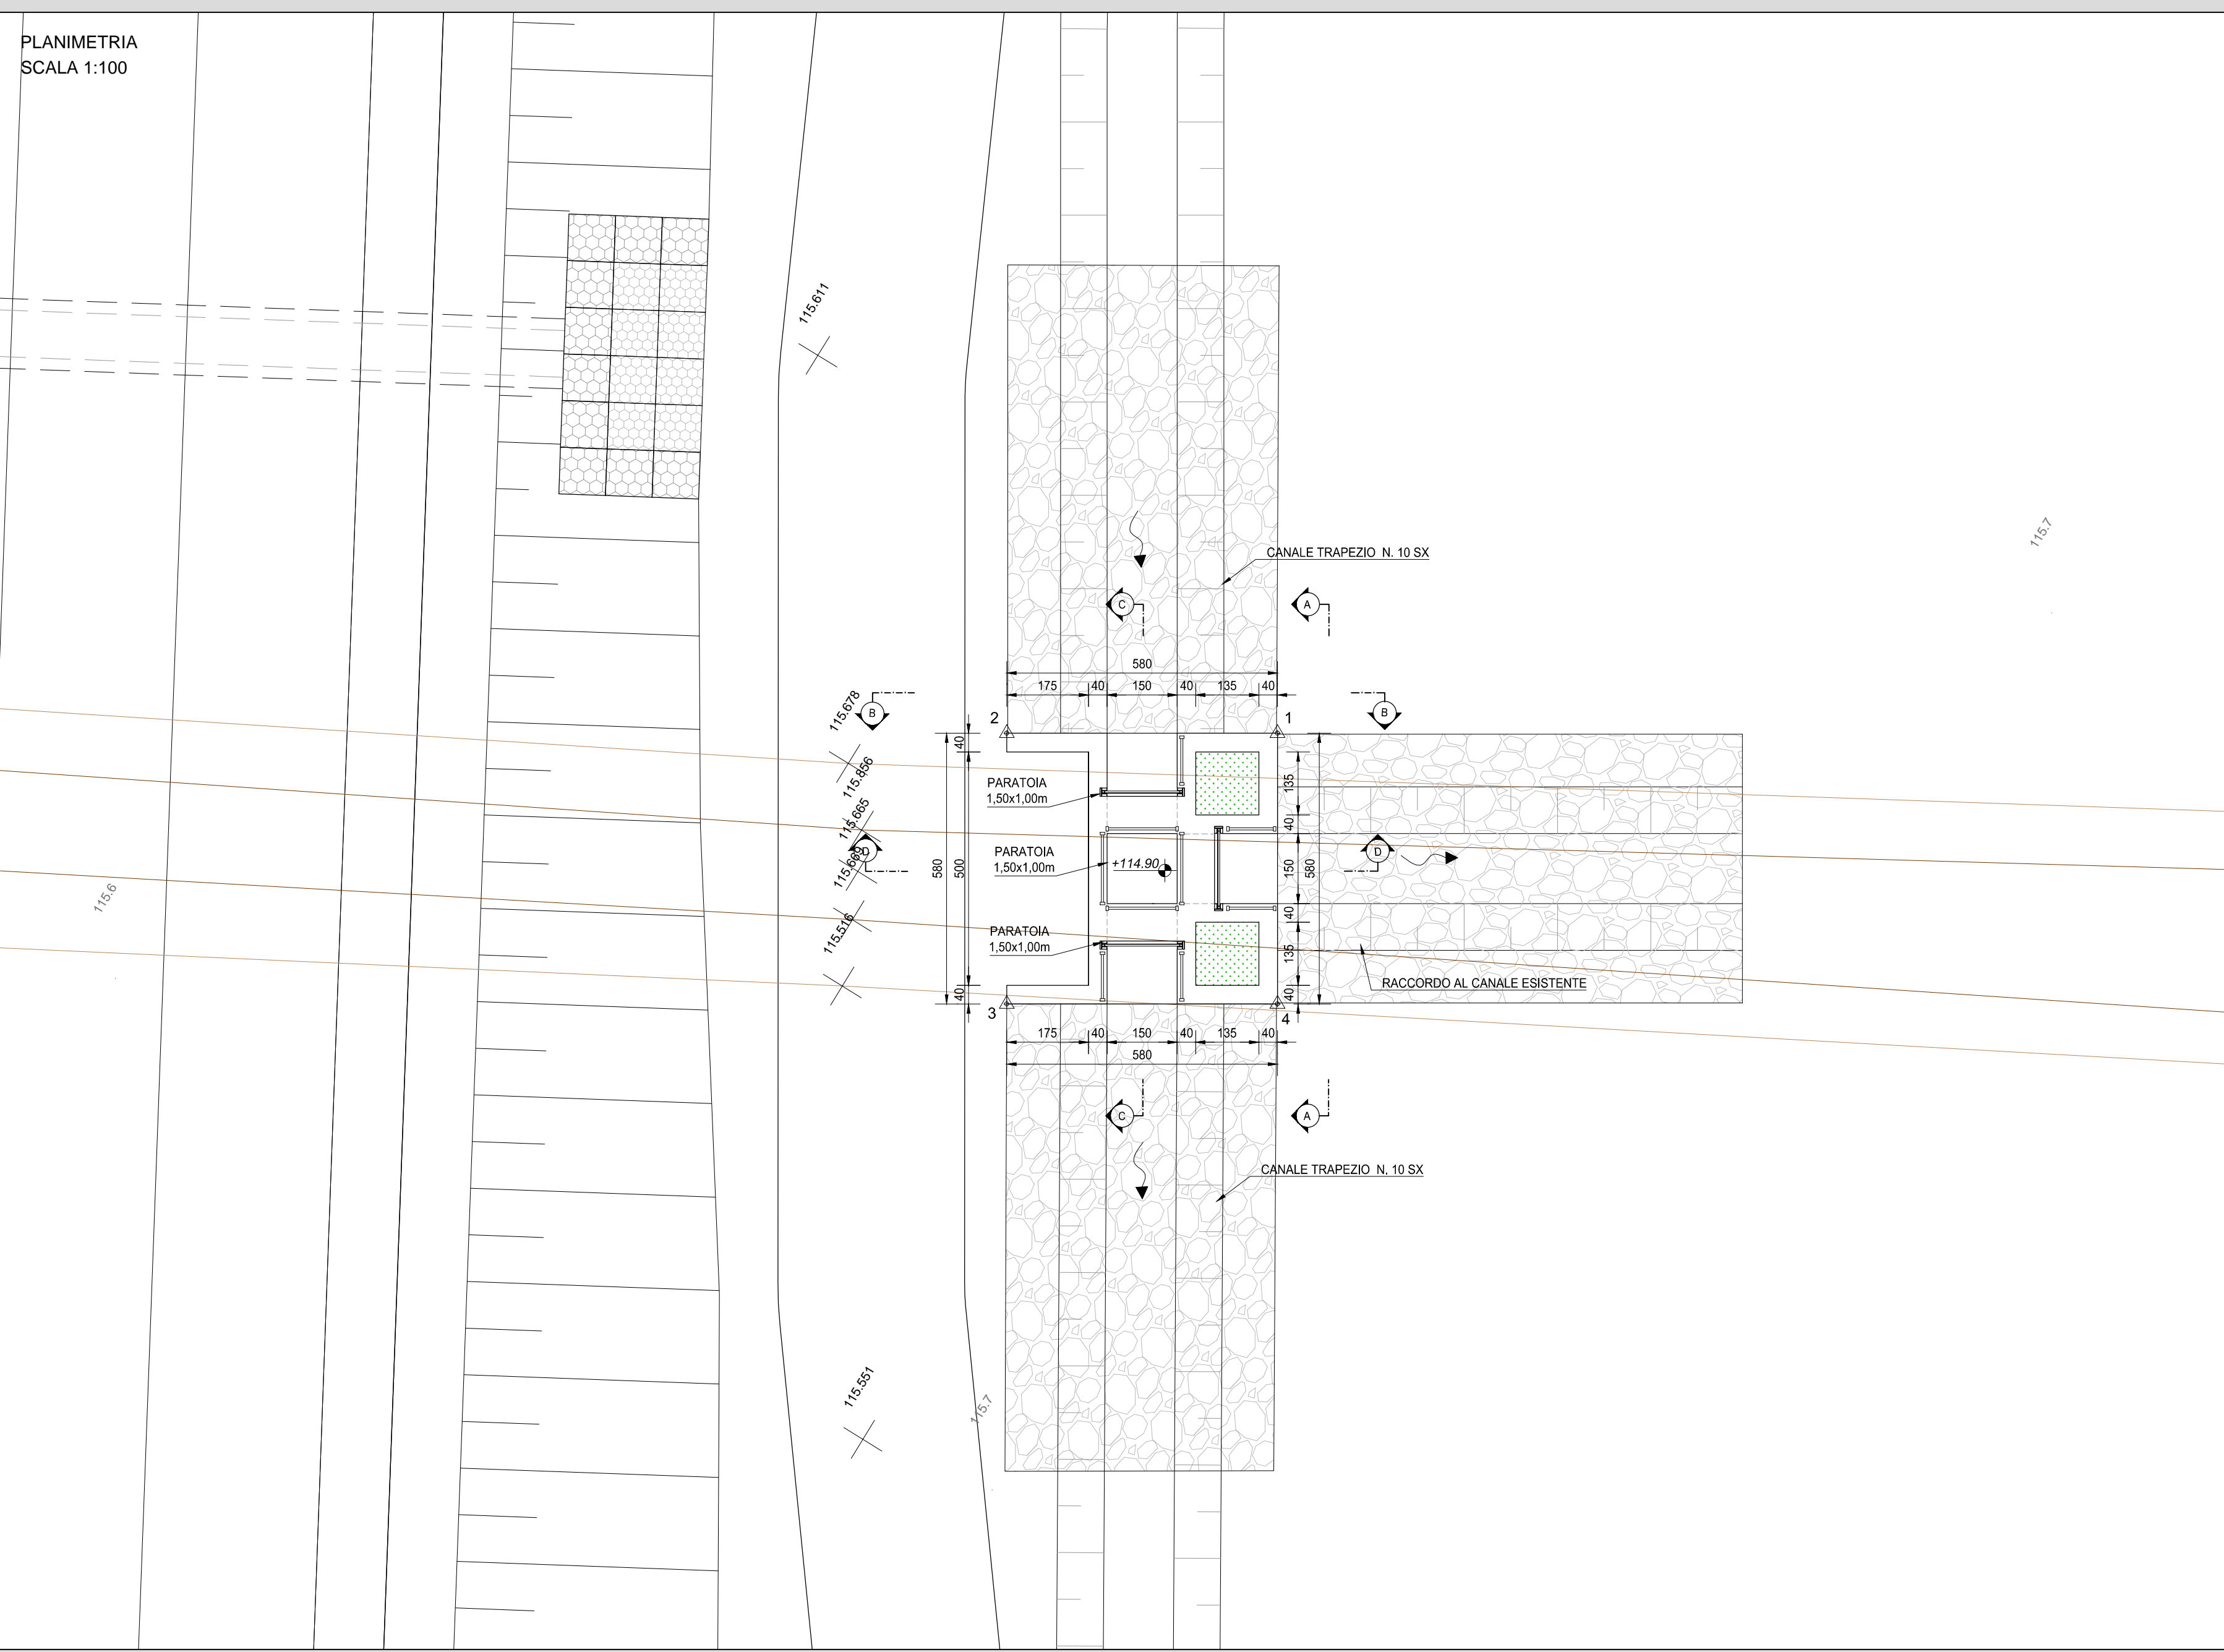 PLANIMETRIA
SCALA 1:100
115.611
115.7
CANALE TRAPEZIO N. 10 SX
C
A
580
175
40
150
40
135
40
115.678
B
B
2
1
40
135
115.856
PARATOIA
1,50x1,00m
115.665
40
115.669
D
PARATOIA
1,50x1,00m
+114.90
D
580
500
150
580
115.6
40
115.516
PARATOIA
1,50x1,00m
135
RACCORDO AL CANALE ESISTENTE
40
40
3
4
175
40
150
40
135
40
580
C
A
CANALE TRAPEZIO N, 10 SX
115.551
115.7